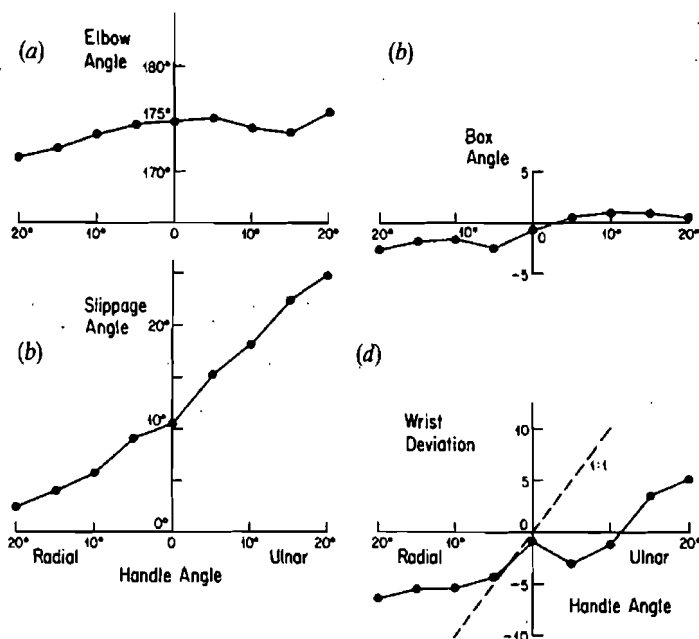 (a)
Elbow
Angle
180°
175°
170°
20° 10° 0 10° 20°
(b)
Box
Angle
5
20° 10° 0 10° 20°
-5
(b)
Slippage
Angle
20°
10°
0°
20° 10° 0 10° 20°
Radial Ulnar
Handle Angle
(d)
Wrist
Deviation
10
1:1
5
0
20° 10° 0 10° 20°
Radial Ulnar
-5
Handle Angle
-10